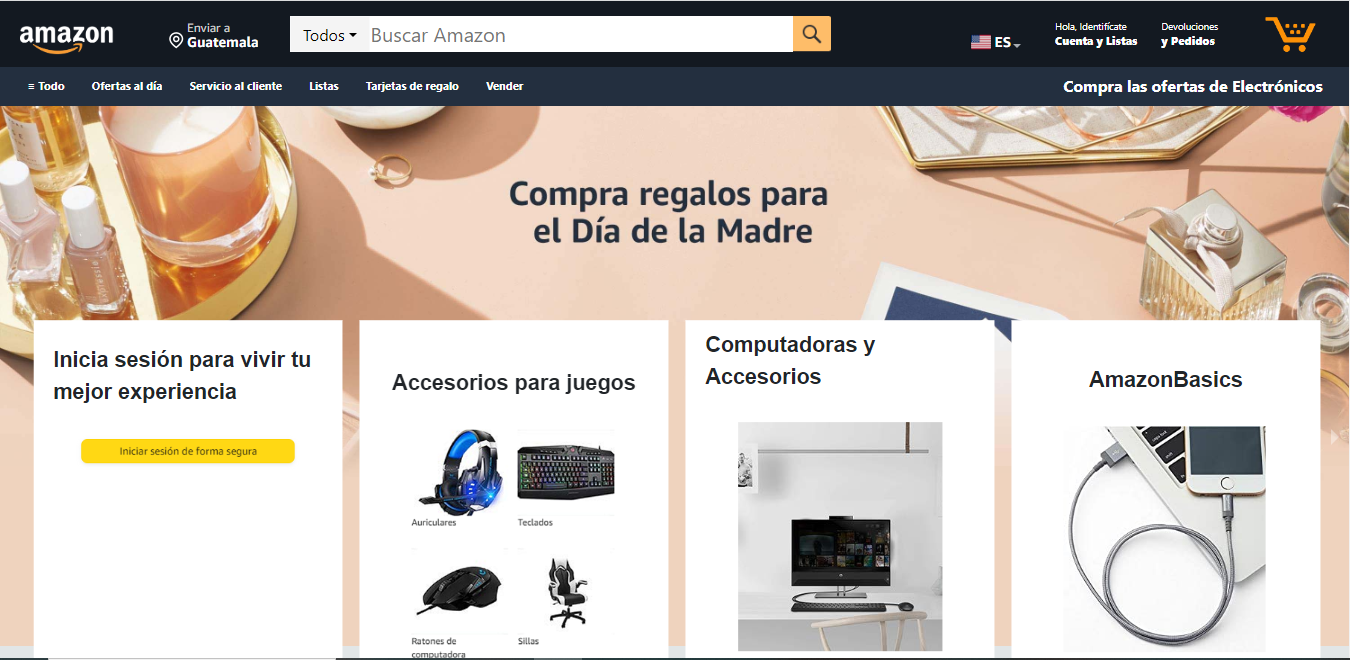 amazon
Enviar a
Guatemala
Todos
Buscar Amazon
ES
Hola, Identifícate
Cuenta y Listas
Devoluciones
y Pedidos
≡ Todo
Ofertas al día
Servicio al cliente
Listas
Tarjetas de regalo
Vender
Compra las ofertas de Electrónicos
Compra regalos para
el Día de la Madre
essie
Inicia sesión para vivir tu
mejor experiencia
Iniciar sesión de forma segura
Accesorios para juegos
Auriculares
Teclados
Ratones de
computadora
Sillas
Computadoras y
Accesorios
AmazonBasics